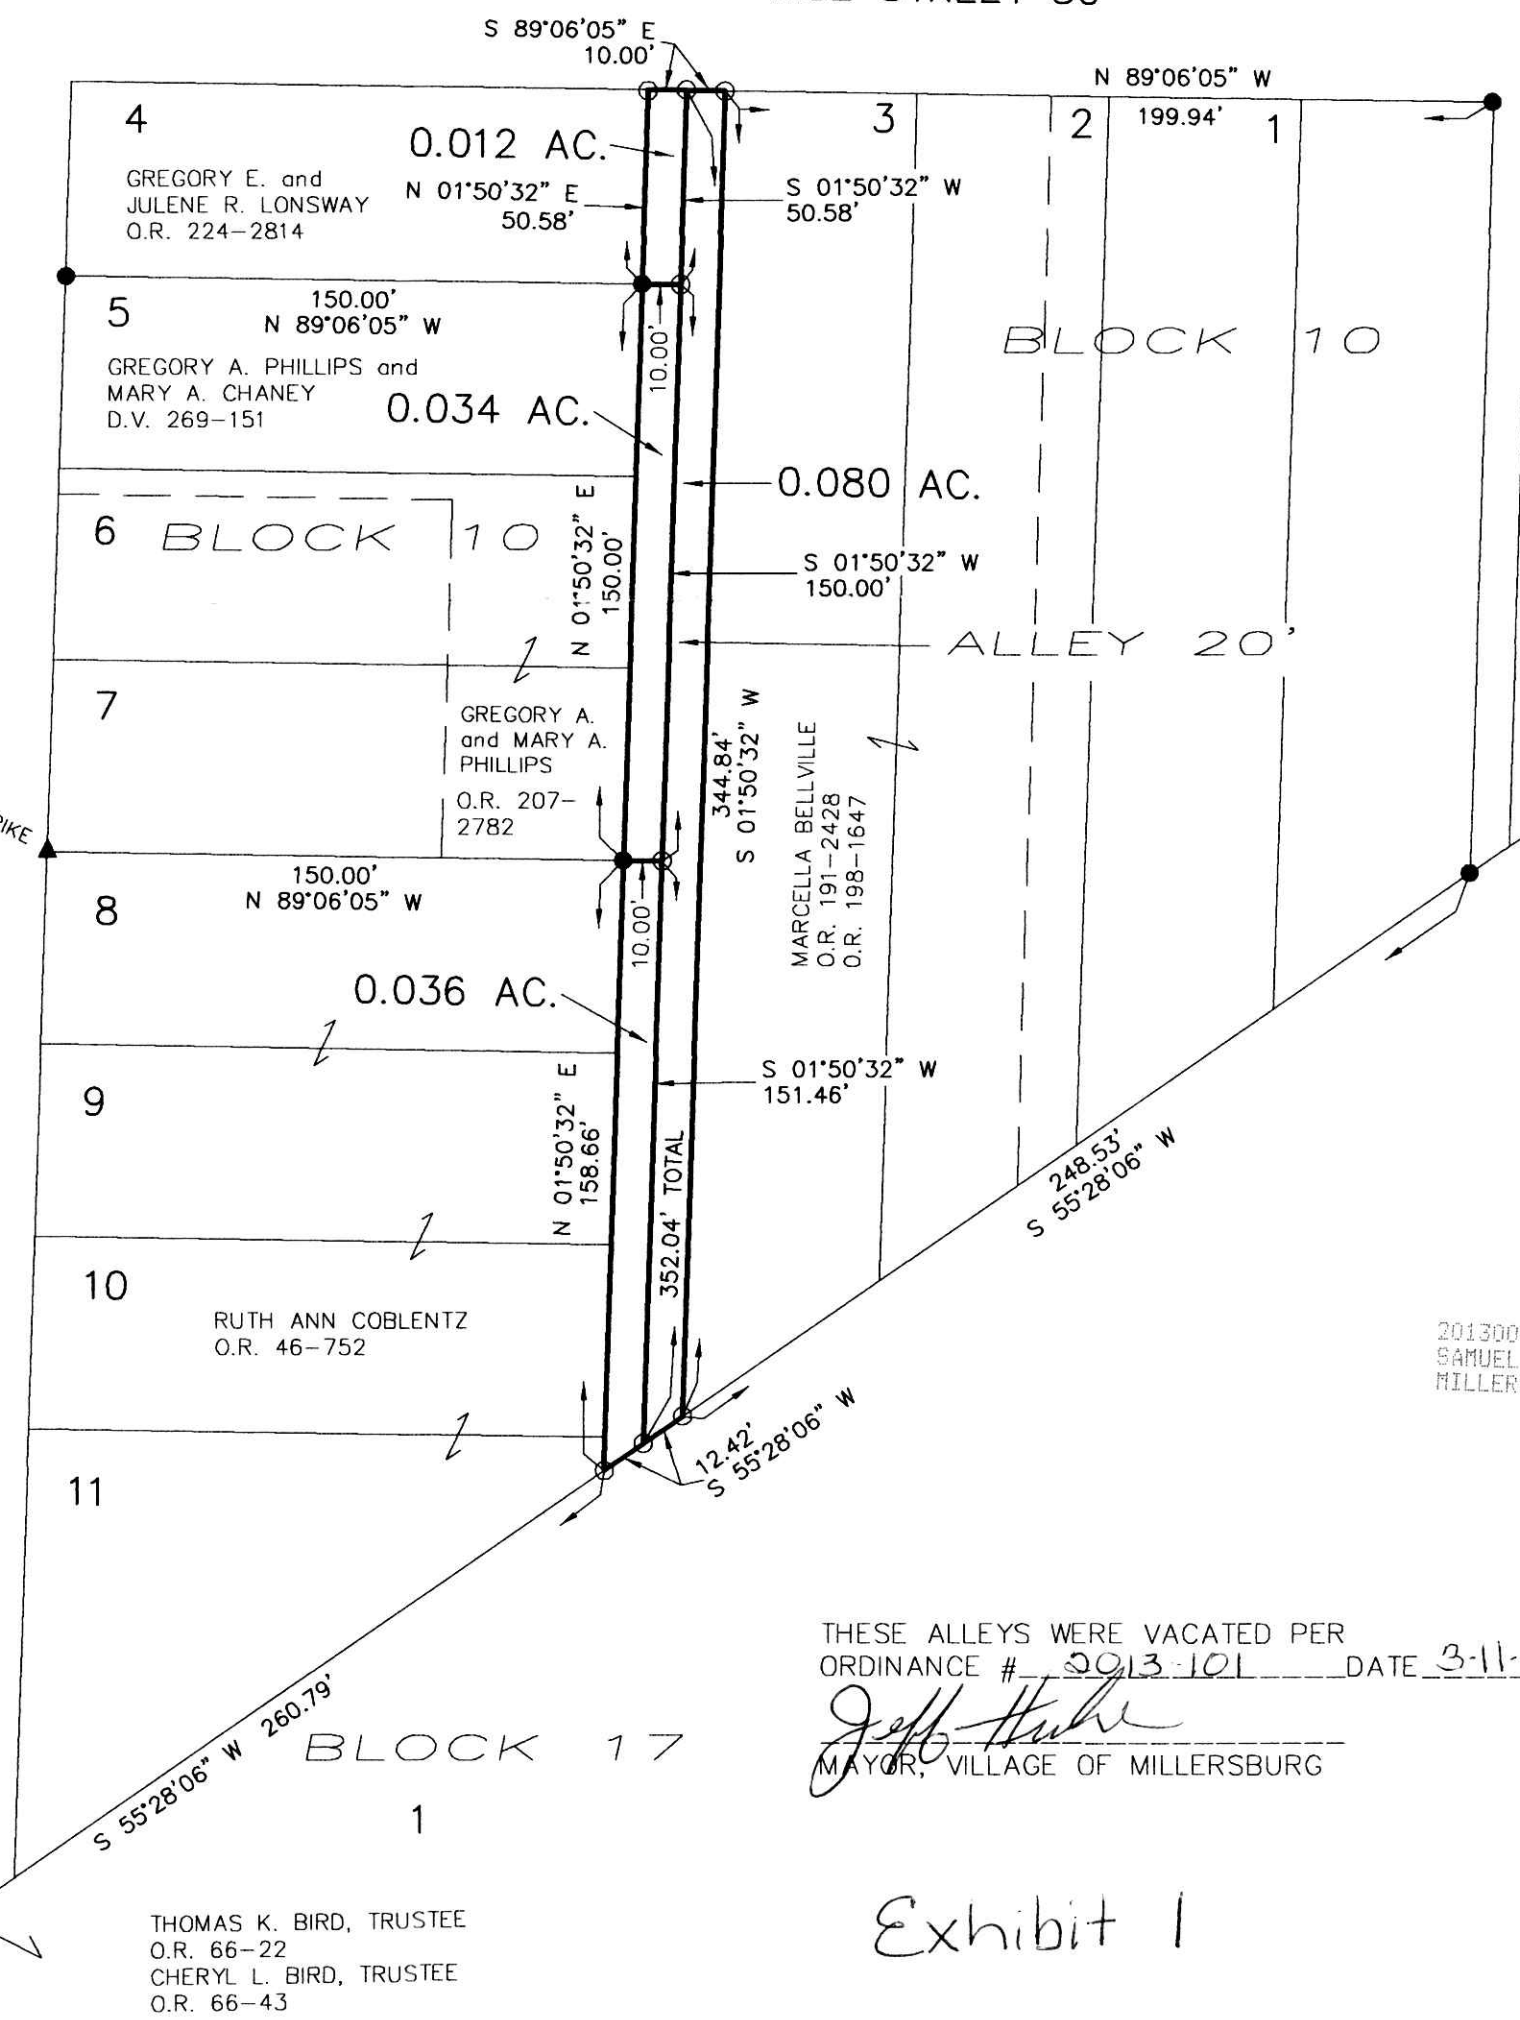 S 89°06'05" E
10.00'
N 89°06'05" W
199.94'
4
3
2
1
0.012 AC.
GREGORY E. and
JULENE R. LONSWAY
O.R. 224-2814
N 01°50'32" E
50.58'
S 01°50'32" W
50.58'
5
150.00'
N 89°06'05" W
10.00'
GREGORY A. PHILLIPS and
MARY A. CHANEY
D.V. 269-151
0.034 AC.
BLOCK 10
0.080 AC.
6
BLOCK 10
N 01°50'32" E
150.00'
S 01°50'32" W
150.00'
ALLEY 20'
7
GREGORY A.
and MARY A.
PHILLIPS
O.R. 207-
2782
344.84'
S 01°50'32" W
MARCELLA BELLVILLE
O.R. 191-2428
O.R. 198-1647
8
150.00'
N 89°06'05" W
10.00'
0.036 AC.
9
N 01°50'32" E
158.66'
S 01°50'32" W
151.46'
352.04' TOTAL
248.53'
S 55°28'06" W
10
RUTH ANN COBLENTZ
O.R. 46-752
201300
SAMUEL
MILLER
12.42'
S 55°28'06" W
11
THESE ALLEYS WERE VACATED PER
ORDINANCE # 2013-101 DATE 3-11-
MAYOR, VILLAGE OF MILLERSBURG
S 55°28'06" W 260.79'
BLOCK 17
1
Exhibit 1
THOMAS K. BIRD, TRUSTEE
O.R. 66-22
CHERYL L. BIRD, TRUSTEE
O.R. 66-43